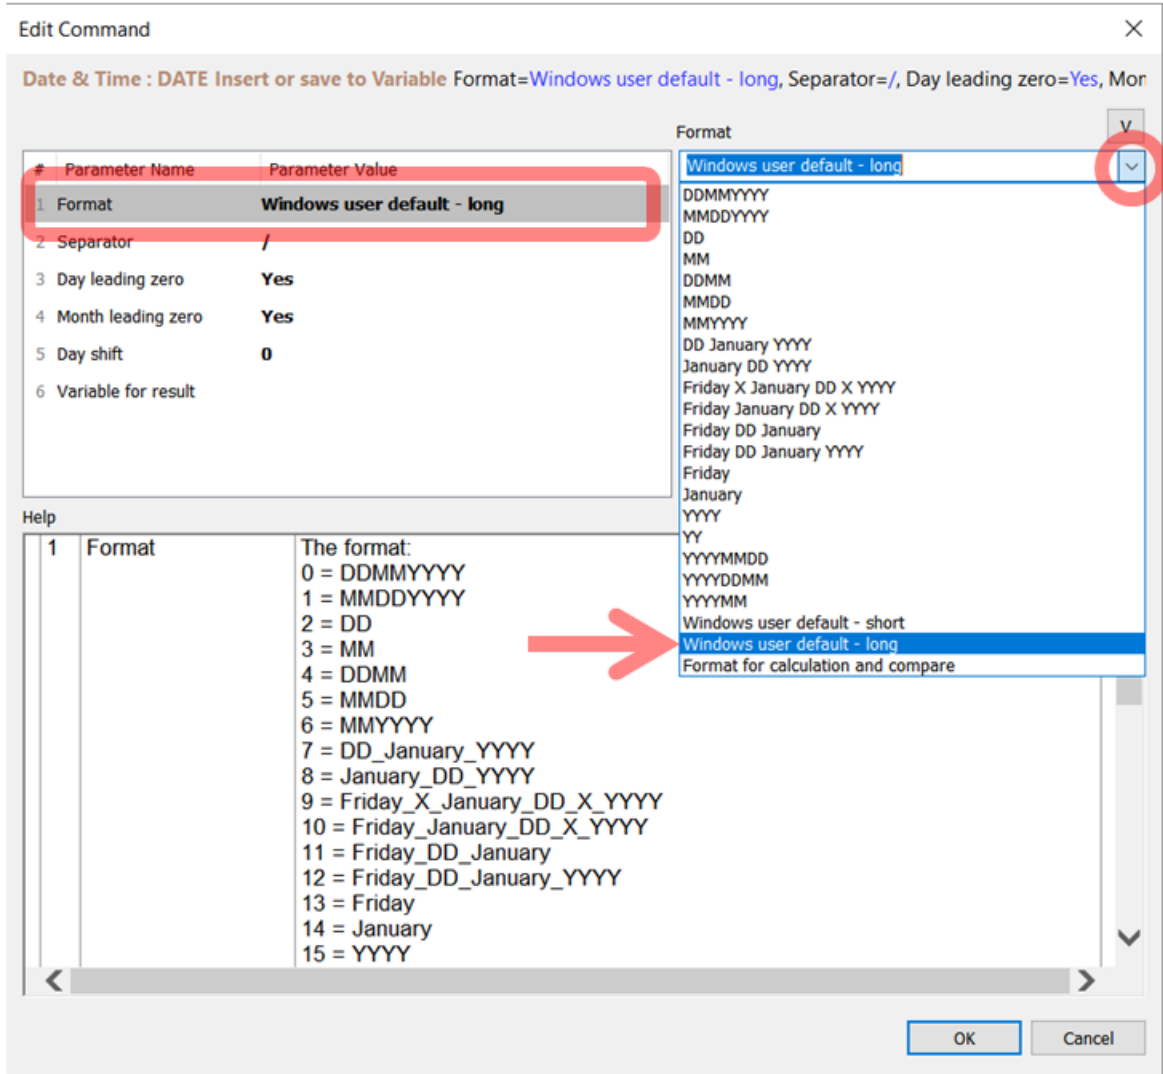 Edit Command
Date & Time : DATE Insert or save to Variable Format=Windows user default - long, Separator=/, Day leading zero=Yes, Mon
Format
V
# Parameter Name Parameter Value
1 Format Windows user default - long
2 Separator /
3 Day leading zero Yes
4 Month leading zero Yes
5 Day shift 0
6 Variable for result
Windows user default - long
DDMMYYYY
MMDDYYYY
DD
MM
DDMM
MMDD
MMYYYY
DD January YYYY
January DD YYYY
Friday X January DD X YYYY
Friday January DD X YYYY
Friday DD January
Friday DD January YYYY
Friday
January
YYYY
YY
YYYYMMDD
YYYYDDMM
YYYYMM
Windows user default - short
Windows user default - long
Format for calculation and compare
Help
1 Format The format:
0 = DDMMYYYY
1 = MMDDYYYY
2 = DD
3 = MM
4 = DDMM
5 = MMDD
6 = MMYYYY
7 = DD_January_YYYY
8 = January_DD_YYYY
9 = Friday_X_January_DD_X_YYYY
10 = Friday_January_DD_X_YYYY
11 = Friday_DD_January
12 = Friday_DD_January_YYYY
13 = Friday
14 = January
15 = YYYY
OK Cancel